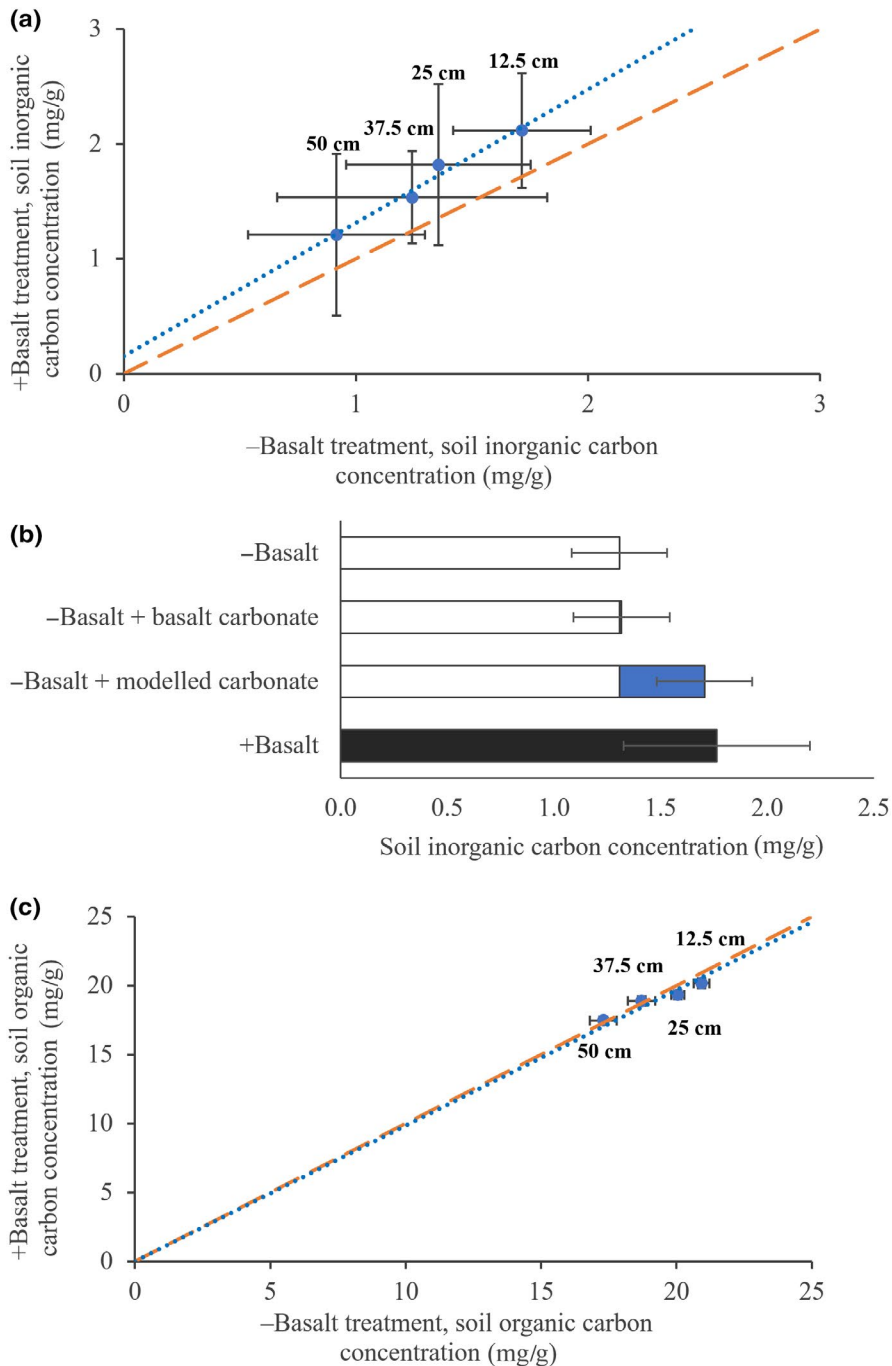 (a)
+Basalt treatment, soil inorganic
carbon concentration (mg/g)
3
2
1
0
12.5 cm
25 cm
37.5 cm
50 cm
0 1 2 3
–Basalt treatment, soil inorganic carbon
concentration (mg/g)
(b)
–Basalt
–Basalt + basalt carbonate
–Basalt + modelled carbonate
+Basalt
0.0 0.5 1.0 1.5 2.0 2.5
Soil inorganic carbon concentration (mg/g)
(c)
+Basalt treatment, soil organic
carbon concentration (mg/g)
25
20
15
10
5
0
12.5 cm
37.5 cm
25 cm
50 cm
0 5 10 15 20 25
–Basalt treatment, soil organic carbon
concentration (mg/g)